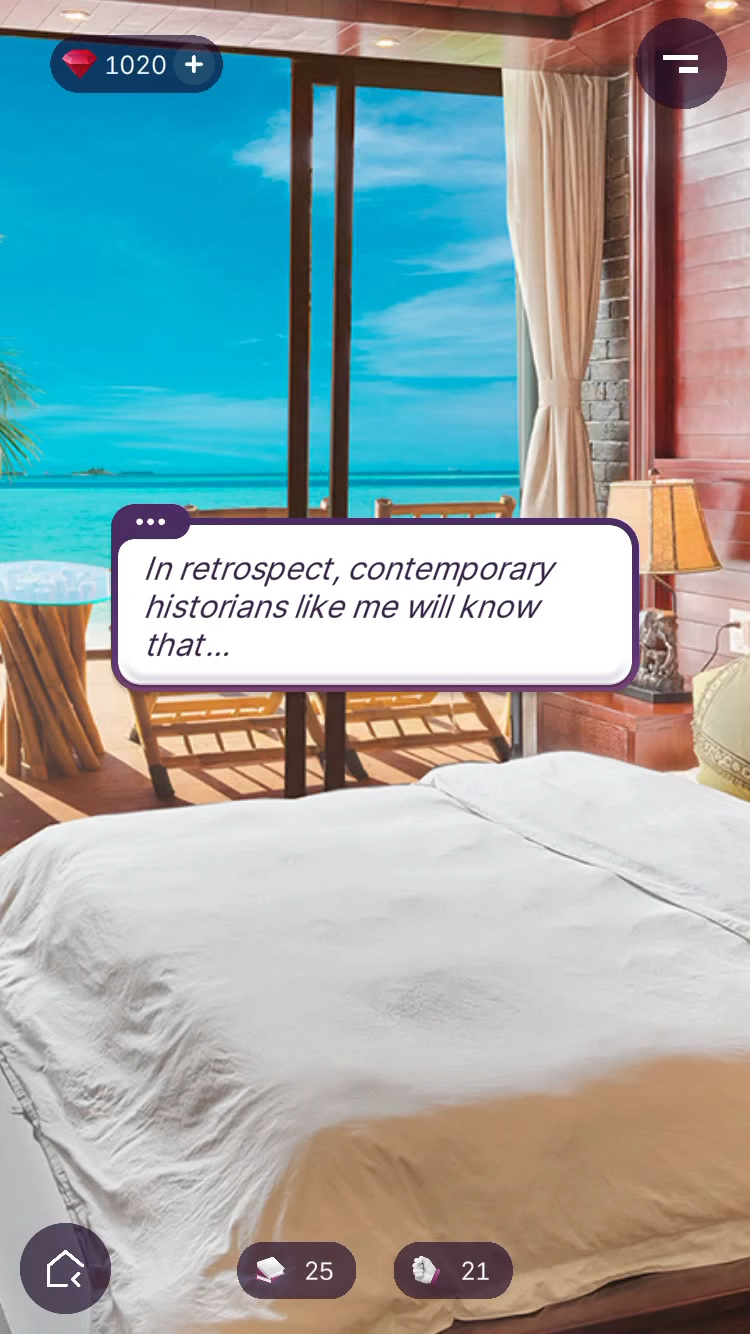 1020
In retrospect, contemporary
historians like me will know
that...
25
21